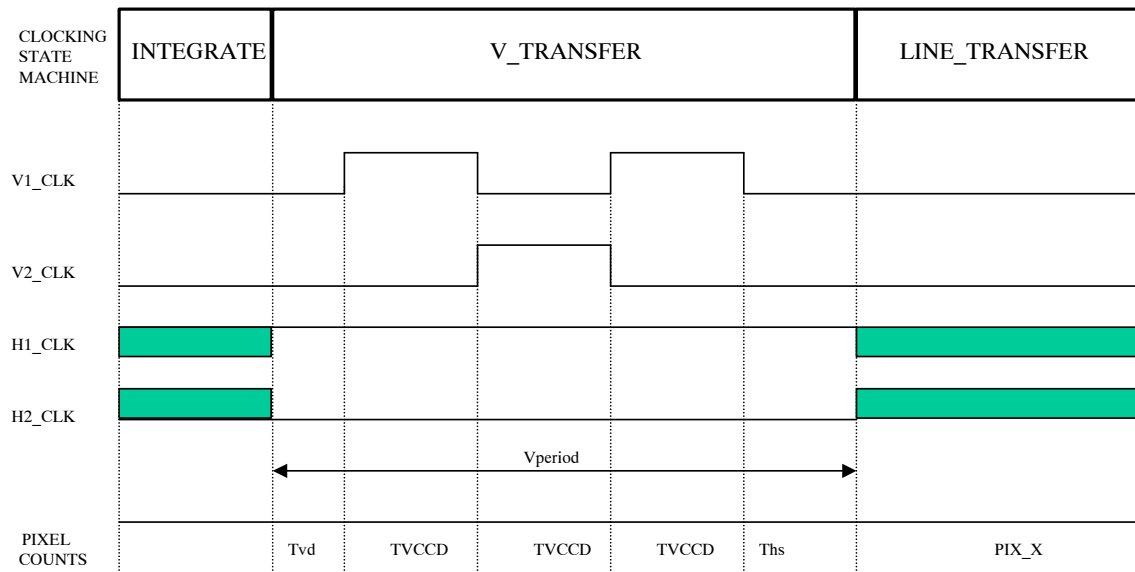 CLOCKING
STATE
MACHINE
INTEGRATE
V_TRANSFER
LINE_TRANSFER
V1_CLK
V2_CLK
H1_CLK
H2_CLK
Vperiod
PIXEL
COUNTS
Tvd
TVCCD
TVCCD
TVCCD
Ths
PIX_X